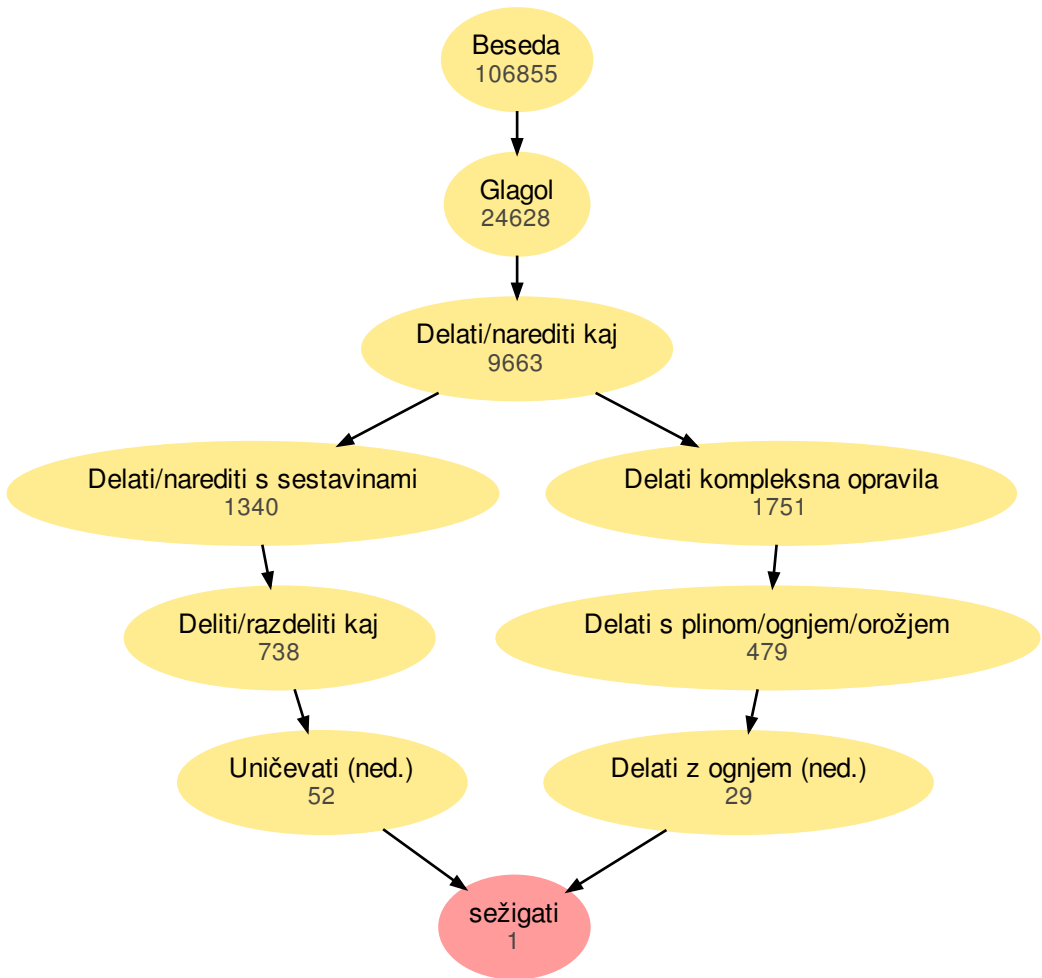 Beseda
106855
Glagol
24628
Delati/narediti kaj
9663
Delati/narediti s sestavinami
1340
Delati kompleksna opravila
1751
Deliti/razdeliti kaj
738
Delati s plinom/ognjem/orožjem
479
Uničevati (ned.)
52
Delati z ognjem (ned.)
29
sežigati
1